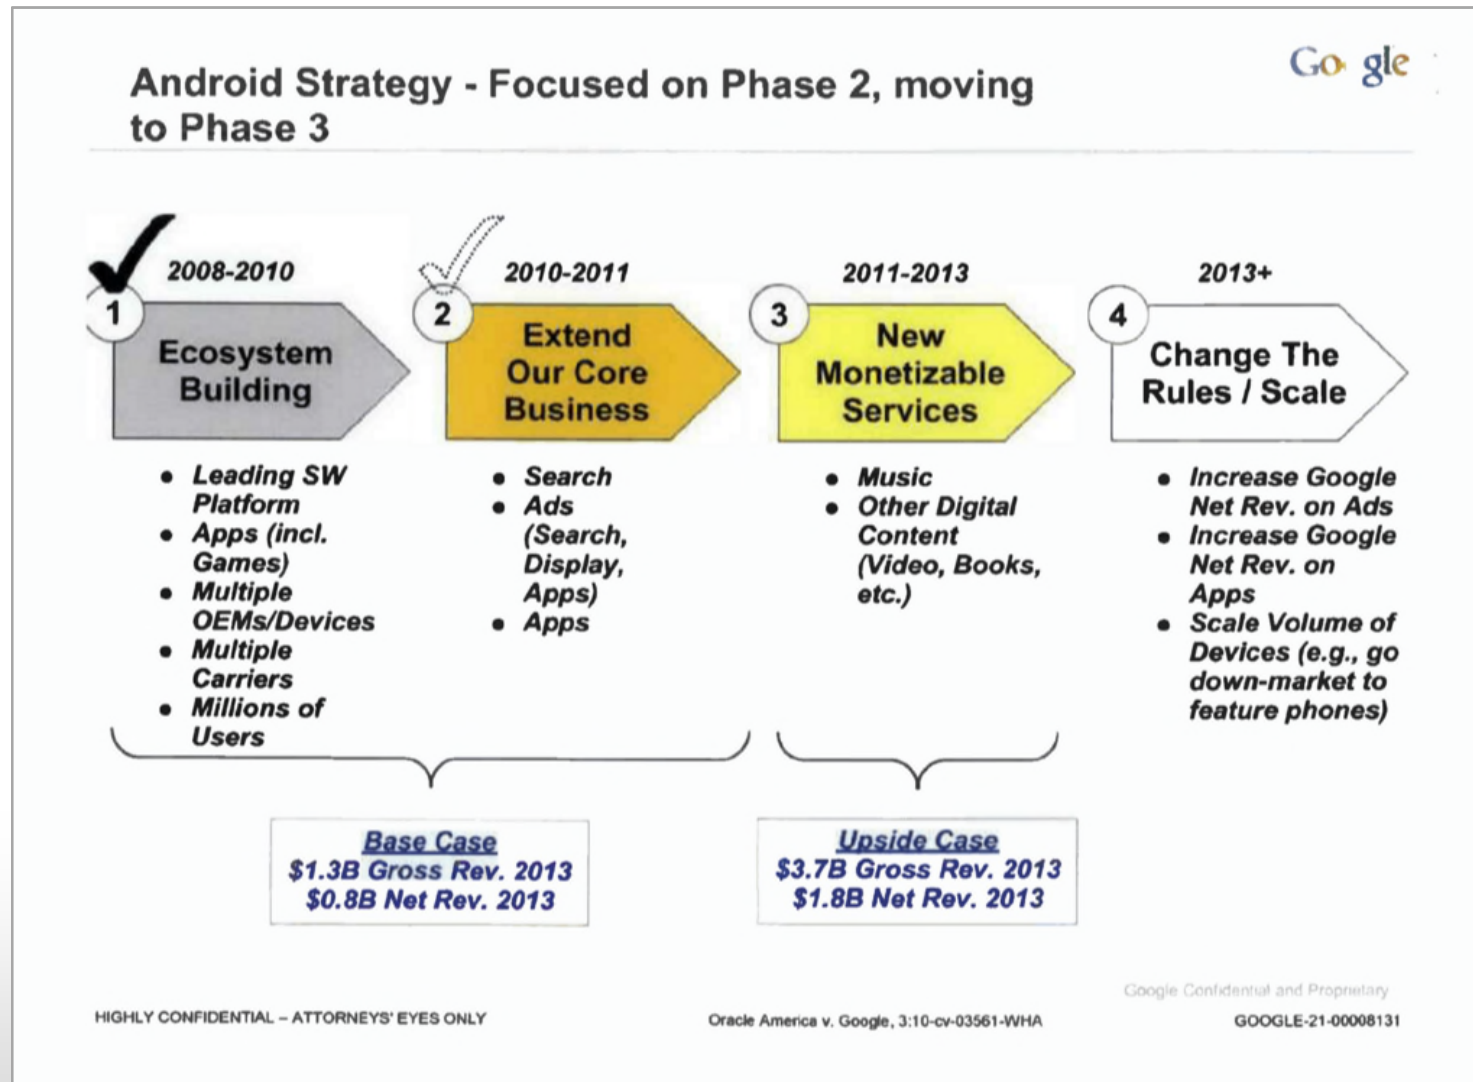 Android Strategy - Focused on Phase 2, moving
to Phase 3
Google
2008-2010
1
Ecosystem
Building
• Leading SW
Platform
• Apps (incl.
Games)
• Multiple
OEMs/Devices
• Multiple
Carriers
• Millions of
Users
2010-2011
2
Extend
Our Core
Business
• Search
• Ads
(Search,
Display,
Apps)
• Apps
2011-2013
3
New
Monetizable
Services
• Music
• Other Digital
Content
(Video, Books,
etc.)
2013+
4
Change The
Rules / Scale
• Increase Google
Net Rev. on Ads
• Increase Google
Net Rev. on
Apps
• Scale Volume of
Devices (e.g., go
down-market to
feature phones)
Base Case
$1.3B Gross Rev. 2013
$0.8B Net Rev. 2013
Upside Case
$3.7B Gross Rev. 2013
$1.8B Net Rev. 2013
Google Confidential and Proprietary
HIGHLY CONFIDENTIAL – ATTORNEYS' EYES ONLY
Oracle America v. Google, 3:10-cv-03561-WHA
GOOGLE-21-00008131